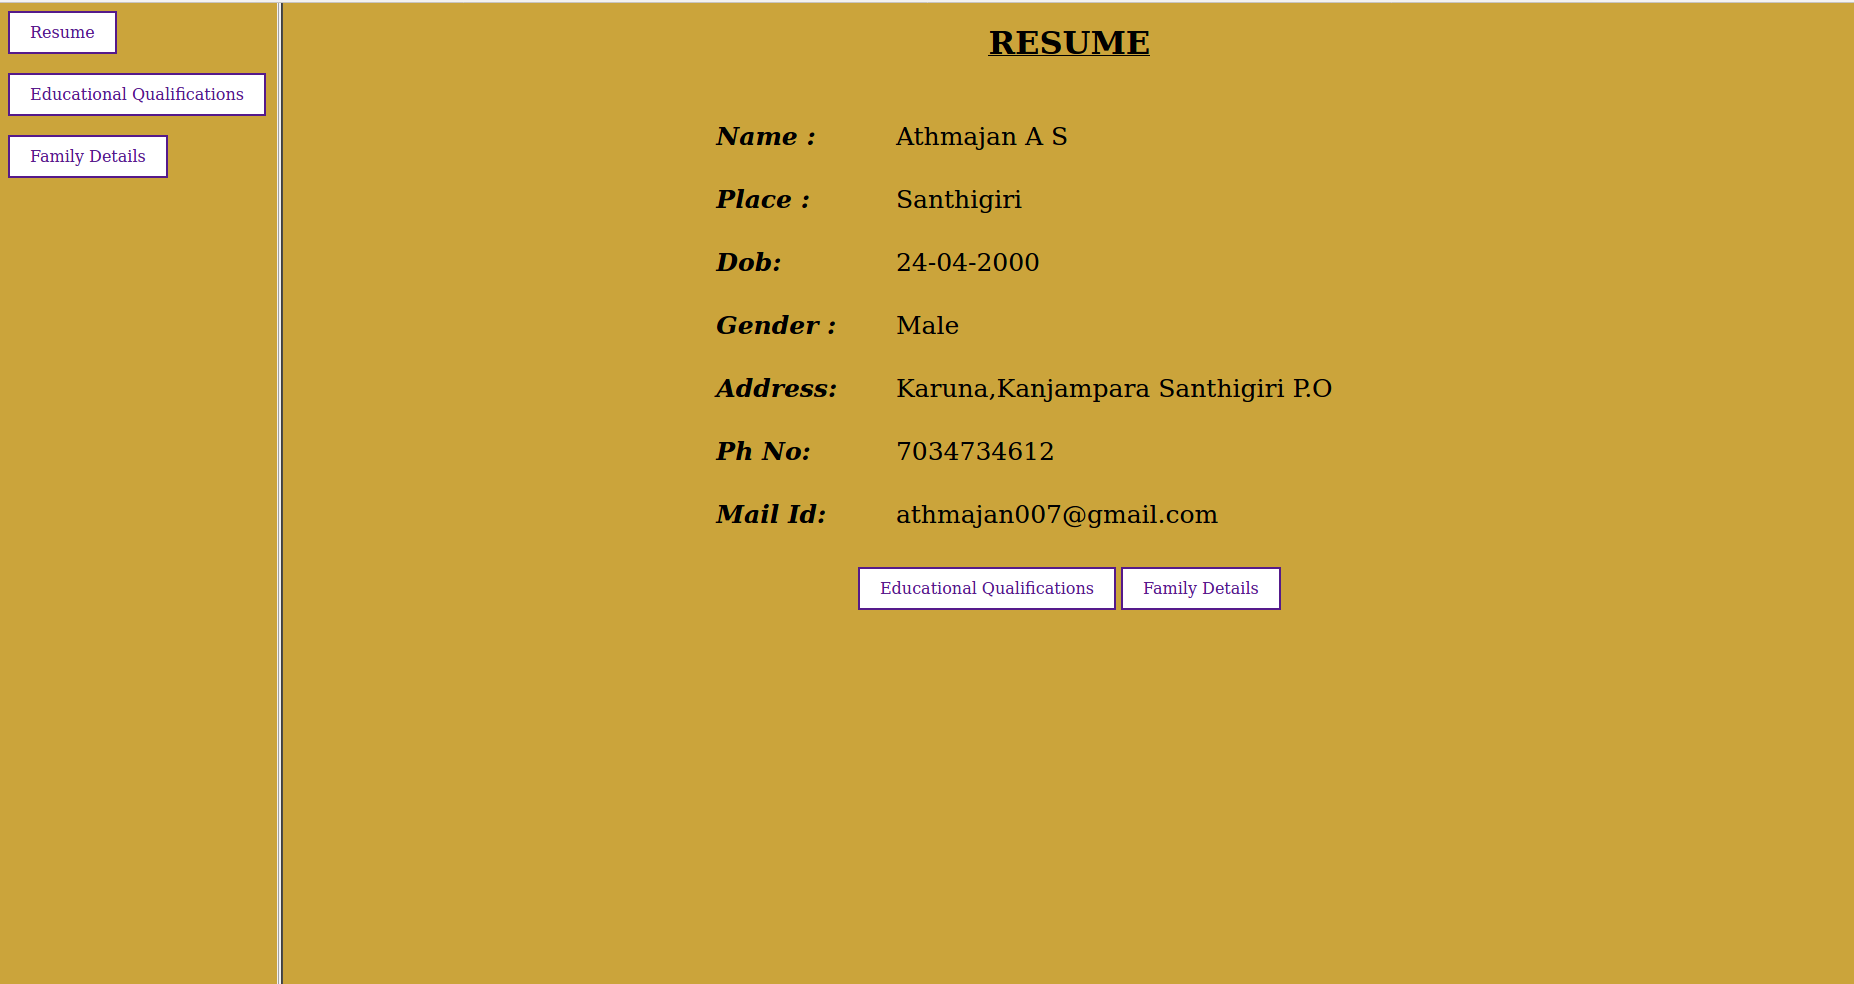 Resume
Educational Qualifications
Family Details
RESUME
Name : Athmajan A S
Place : Santhigiri
Dob: 24-04-2000
Gender : Male
Address: Karuna,Kanjampara Santhigiri P.O
Ph No: 7034734612
Mail Id: athmajan007@gmail.com
Educational Qualifications Family Details